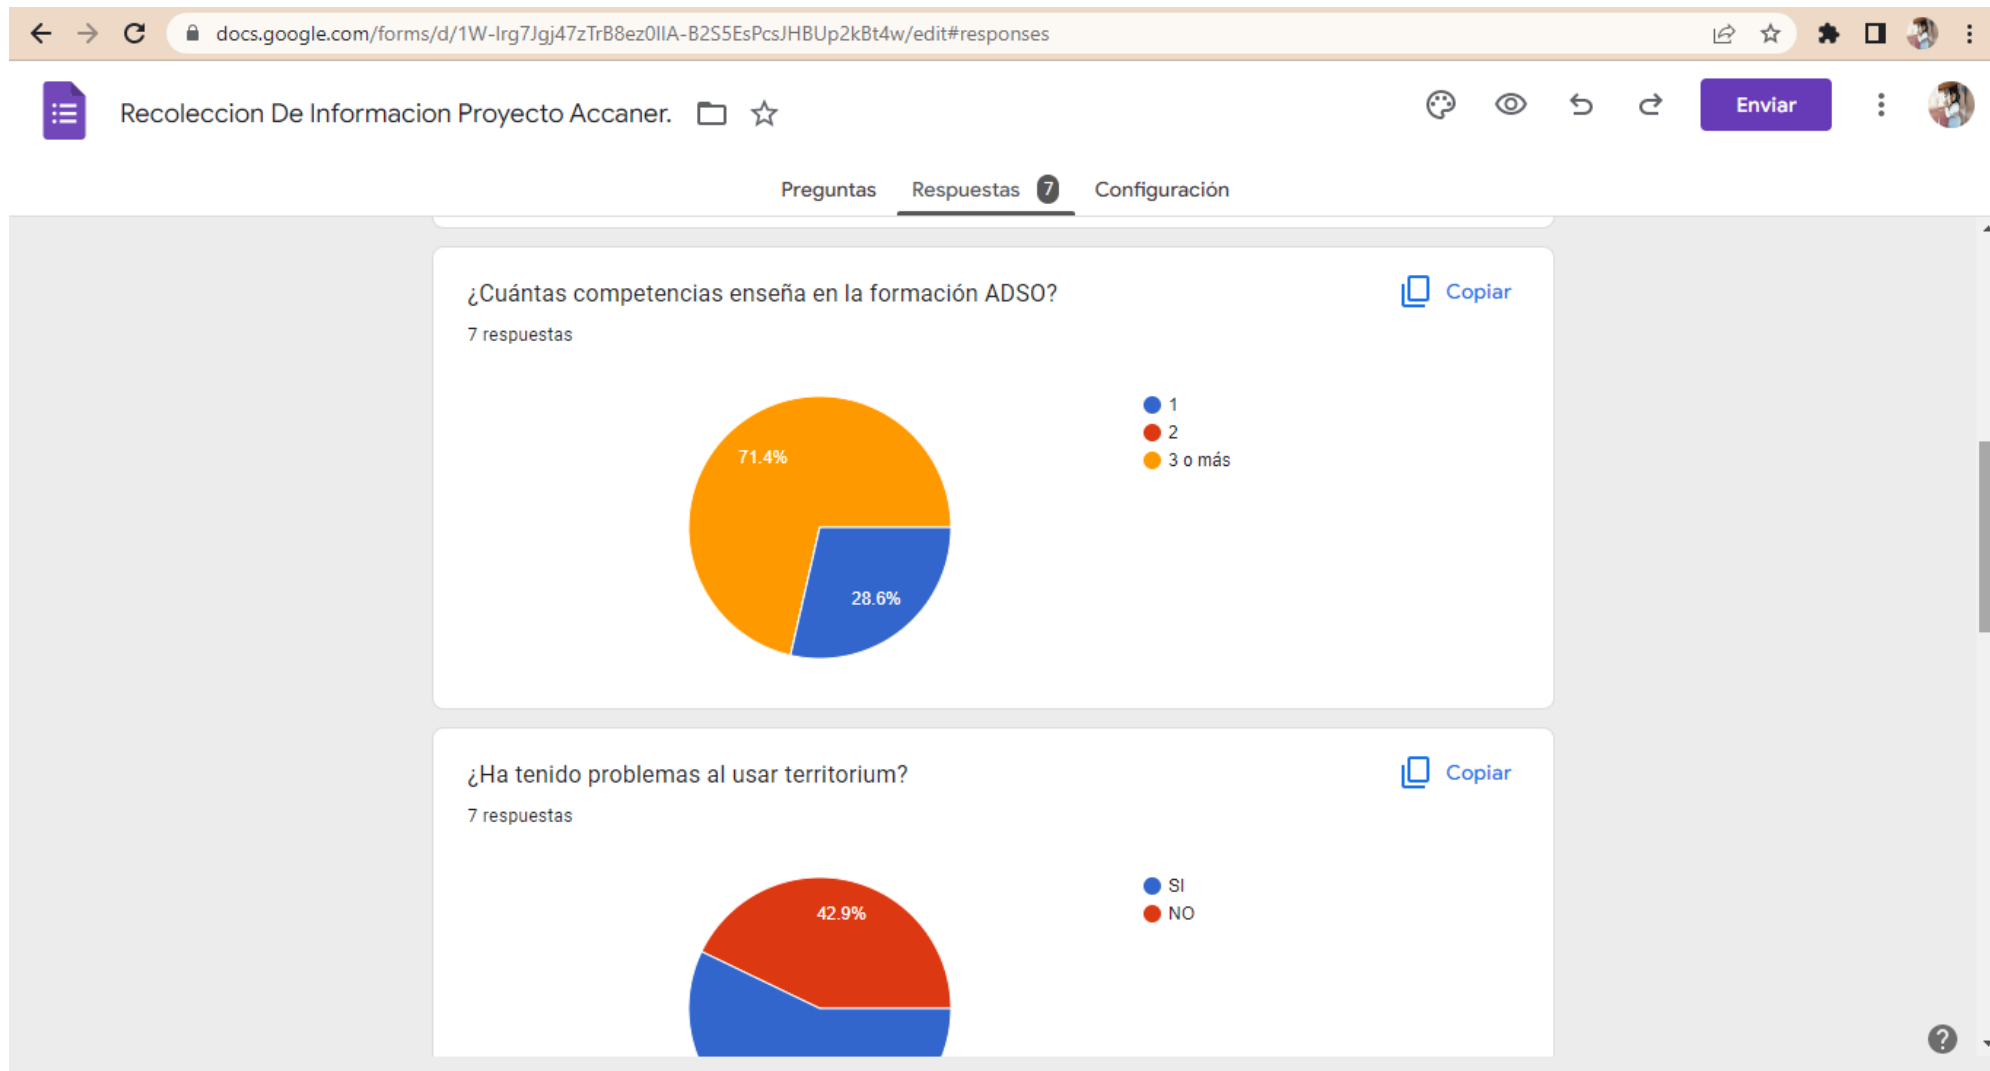 docs.google.com/forms/d/1W-Irg7Jgj47zTrB8ez0IlA-B2S5EsPcsJHBUp2kBt4w/edit#responses
Recoleccion De Informacion Proyecto Accaner.
Enviar
Preguntas Respuestas 7 Configuración
¿Cuántas competencias enseña en la formación ADSO?
Copiar
7 respuestas
1
2
3 o más
71.4%
28.6%
¿Ha tenido problemas al usar territorium?
Copiar
7 respuestas
SI
NO
42.9%
?